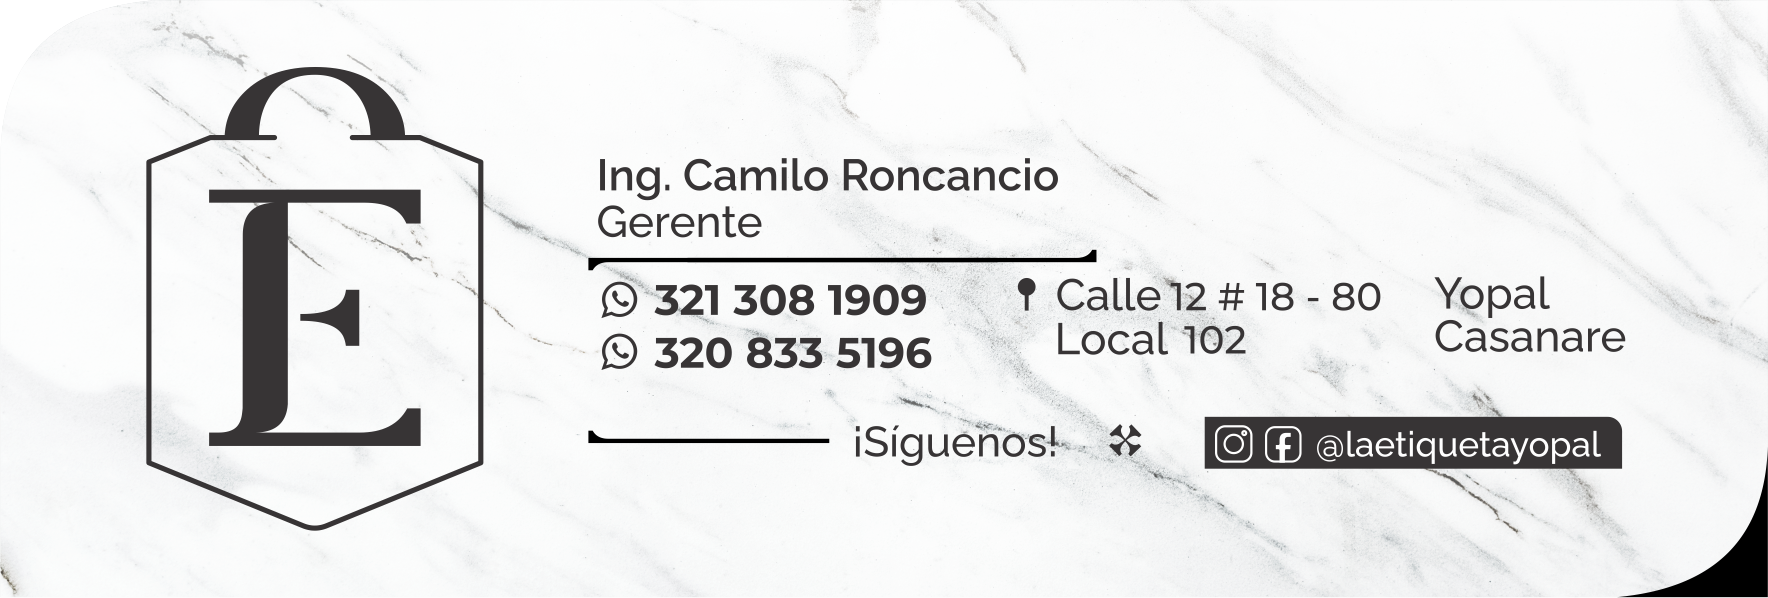 E
Ing. Camilo Roncancio
Gerente
321 308 1909
320 833 5196
Calle 12 # 18 - 80
Local 102
Yopal
Casanare
¡Síguenos!
@laetiquetayopal